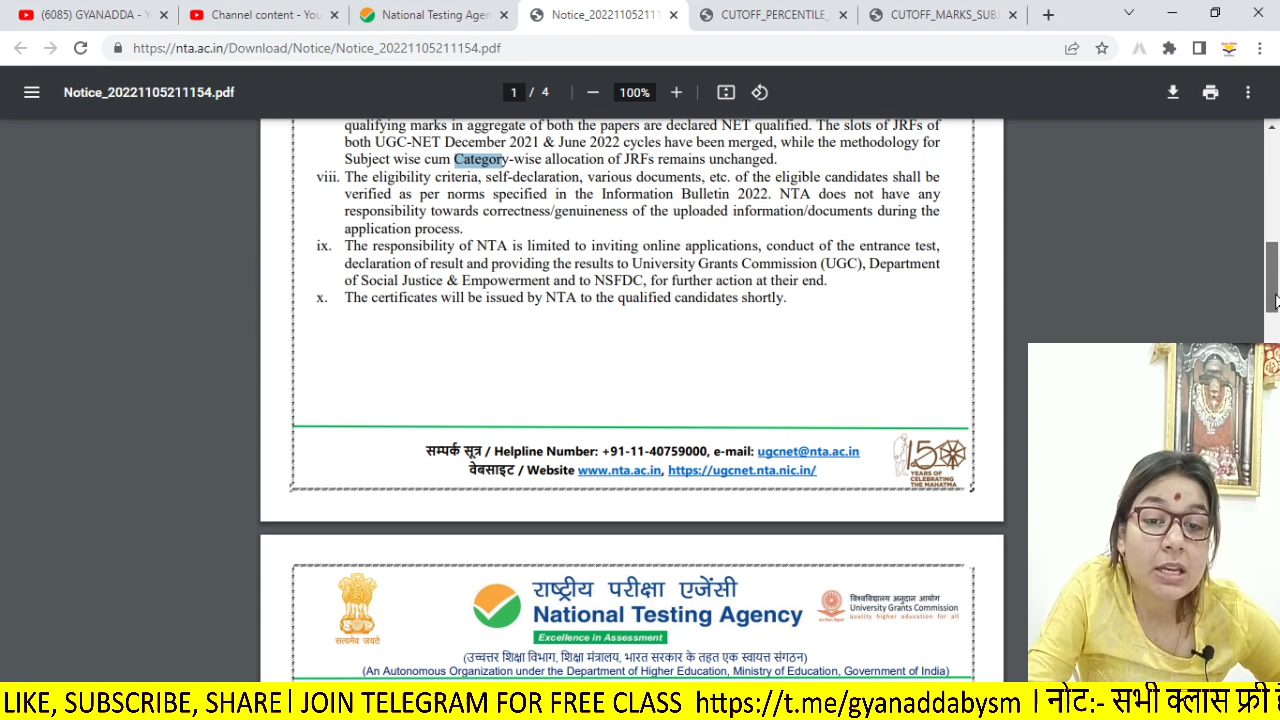 (6085) GYANADDA - Y
Channel content - You
National Testing Agen
Notice_2022110521111
CUTOFF_PERCENTILE_
CUTOFF_MARKS_SUBJ
https://nta.ac.in/Download/Notice/Notice_20221105211154.pdf
Notice_20221105211154.pdf
1 / 4
100%
qualifying marks in aggregate of both the papers are declared NET qualified. The slots of JRFs of
both UGC-NET December 2021 & June 2022 cycles have been merged, while the methodology for
Subject wise cum Category-wise allocation of JRFs remains unchanged.
viii. The eligibility criteria, self-declaration, various documents, etc. of the eligible candidates shall be
verified as per norms specified in the Information Bulletin 2022. NTA does not have any
responsibility towards correctness/genuineness of the uploaded information/documents during the
application process.
ix. The responsibility of NTA is limited to inviting online applications, conduct of the entrance test,
declaration of result and providing the results to University Grants Commission (UGC), Department
of Social Justice & Empowerment and to NSFDC, for further action at their end.
x. The certificates will be issued by NTA to the qualified candidates shortly.
सम्पर्क सूत्र / Helpline Number: +91-11-40759000, e-mail: ugcnet@nta.ac.in
वेबसाइट / Website www.nta.ac.in, https://ugcnet.nta.nic.in/
150
YEARS OF
CELEBRATING
THE MAHATMA
सत्यमेव जयते
राष्ट्रीय परीक्षा एजेंसी
National Testing Agency
Excellence in Assessment
विश्वविद्यालय अनुदान आयोग
University Grants Commission
quality higher education for all
(उच्चत्तर शिक्षा विभाग, शिक्षा मंत्रालय, भारत सरकार के तहत एक स्वायत्त संगठन)
(An Autonomous Organization under the Department of Higher Education, Ministry of Education, Government of India)
LIKE, SUBSCRIBE, SHARE। JOIN TELEGRAM FOR FREE CLASS https://t.me/gyanaddabysm । नोट:- सभी क्लास फ्री